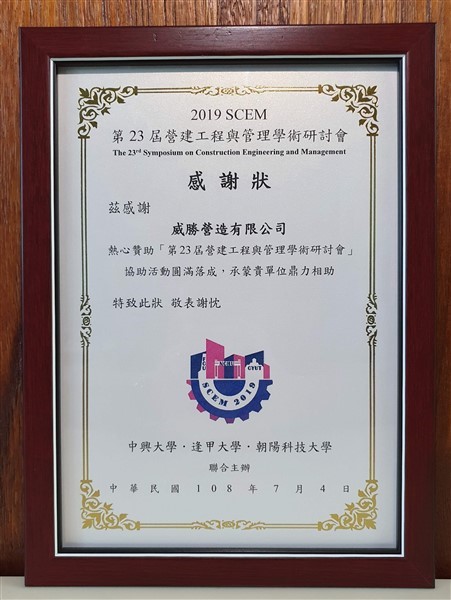 2019 SCEM
第 23 屆營建工程與管理學術研討會
The 23rd Symposium on Construction Engineering and Management
感謝狀
茲感謝
威勝營造有限公司
熱心贊助「第23屆營建工程與管理學術研討會」
協助活動圓滿落成，承蒙貴單位鼎力相助
特致此狀 敬表謝忱
CYUT
SCEM 2019
中興大學・逢甲大學・朝陽科技大學
聯合主辦
中華民國 108 年 7 月 4 日